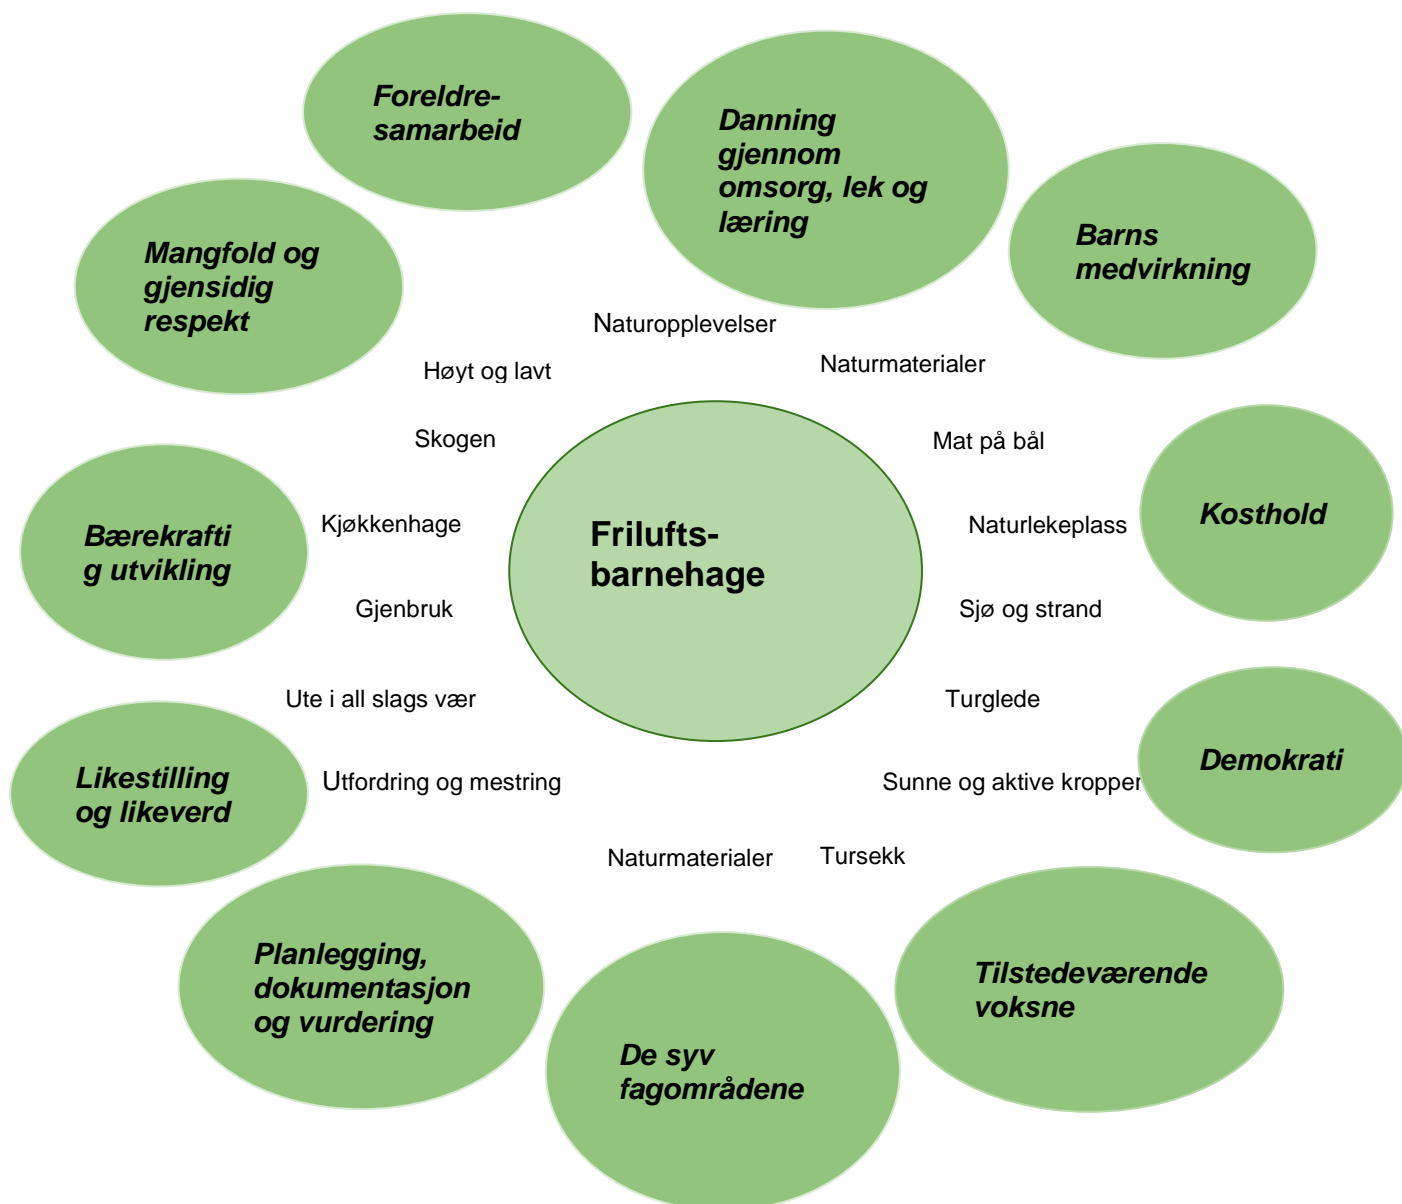 Foreldre-
samarbeid
Danning
gjennom
omsorg, lek og
læring
Barns
medvirkning
Mangfold og
gjensidig
respekt
Naturopplevelser
Høyt og lavt
Naturmaterialer
Skogen
Mat på bål
Kosthold
Kjøkkenhage
Naturlekeplass
Bærekrafti
g utvikling
Frilufts-
barnehage
Gjenbruk
Sjø og strand
Ute i all slags vær
Turglede
Demokrati
Likestilling
og likeverd
Utfordring og mestring
Sunne og aktive kropper
Naturmaterialer
Tursekk
Planlegging,
dokumentasjon
og vurdering
Tilstedeværende
voksne
De syv
fagområdene